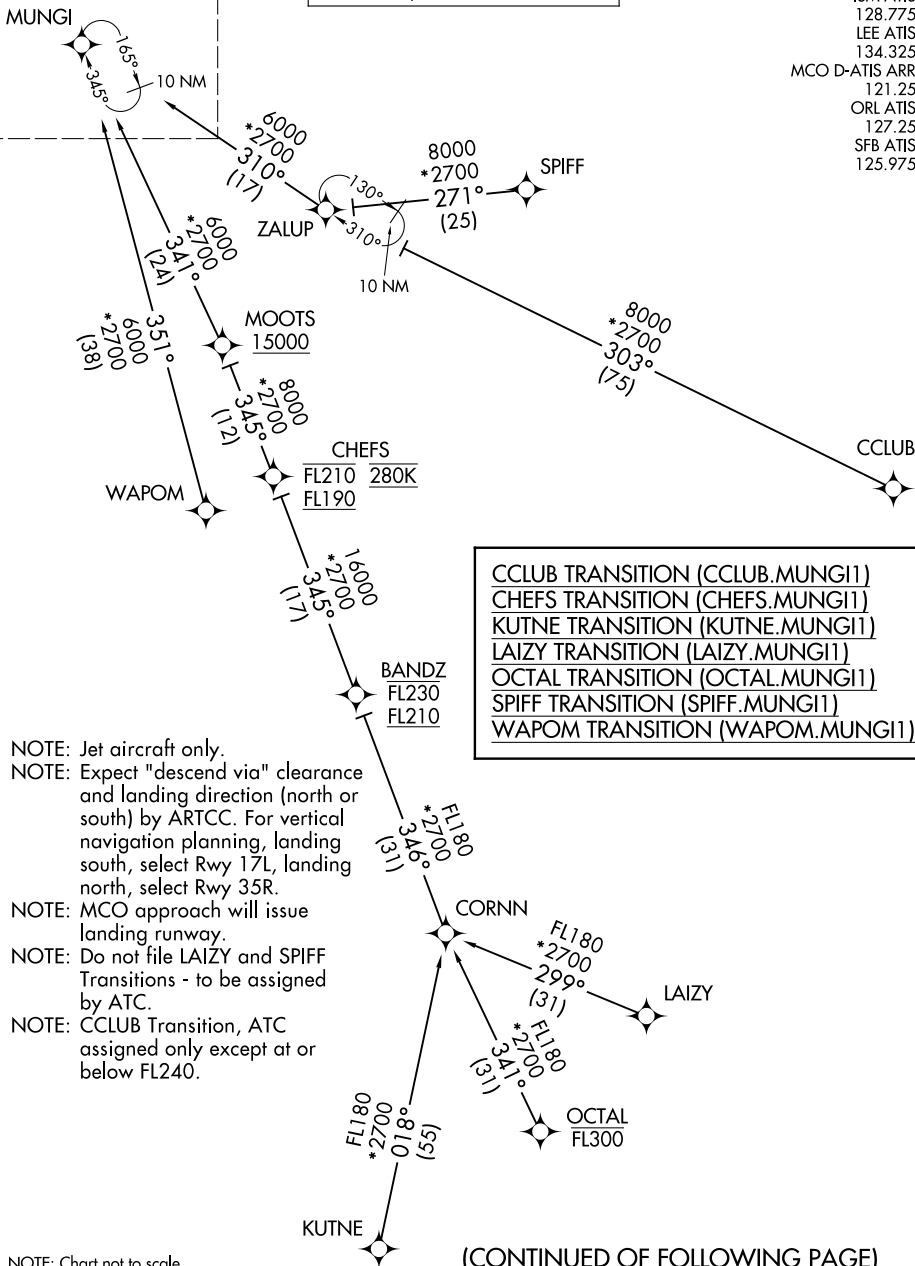 ISM ATIS
128.775
LEE ATIS
134.325
MCO D-ATIS ARR
121.25
ORL ATIS
127.25
SFB ATIS
125.975
MUNGI
165°
345°
10 NM
6000
*2700
310°
(17)
8000
*2700
271°
(25)
SPIFF
ZALUP
130°
310°
10 NM
6000
*2700
341°
(24)
6000
*2700
351°
(38)
MOOTS
15000
8000
*2700
303°
(75)
CCLUB
8000
*2700
345°
(12)
CHEFS
FL210 280K
FL190
WAPOM
16000
*2700
345°
(17)
CCLUB TRANSITION (CCLUB.MUNGI1)
CHEFS TRANSITION (CHEFS.MUNGI1)
KUTNE TRANSITION (KUTNE.MUNGI1)
LAIZY TRANSITION (LAIZY.MUNGI1)
OCTAL TRANSITION (OCTAL.MUNGI1)
SPIFF TRANSITION (SPIFF.MUNGI1)
WAPOM TRANSITION (WAPOM.MUNGI1)
BANDZ
FL230
FL210
NOTE: Jet aircraft only.
NOTE: Expect "descend via" clearance
and landing direction (north or
south) by ARTCC. For vertical
navigation planning, landing
south, select Rwy 17L, landing
north, select Rwy 35R.
NOTE: MCO approach will issue
landing runway.
NOTE: Do not file LAIZY and SPIFF
Transitions - to be assigned
by ATC.
NOTE: CCLUB Transition, ATC
assigned only except at or
below FL240.
FL180
*2700
346°
(31)
CORNN
FL180
*2700
299°
(31)
LAIZY
FL180
*2700
341°
(31)
OCTAL
FL300
FL180
*2700
018°
(55)
KUTNE
NOTE: Chart not to scale
(CONTINUED OF FOLLOWING PAGE)